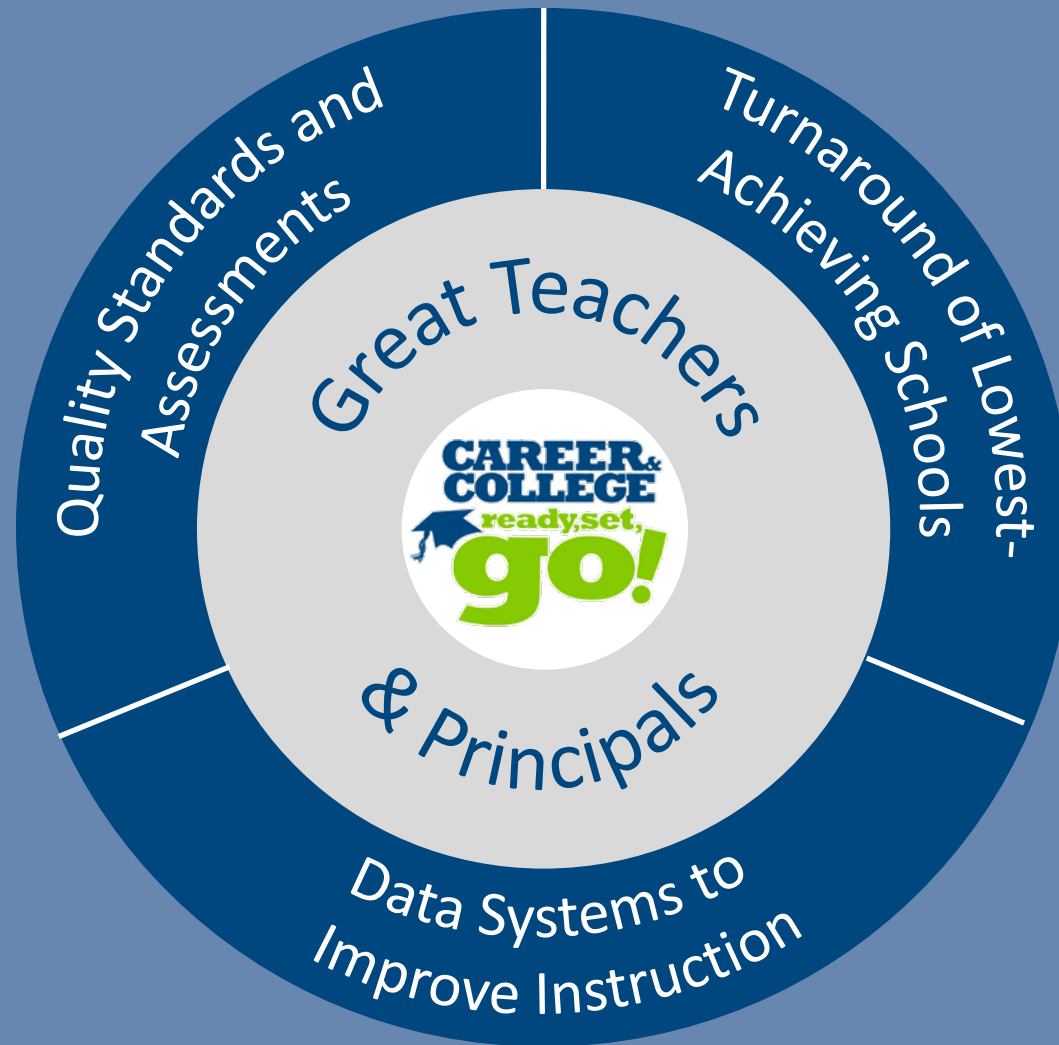 Quality Standards and
Assessments
Turnaround of Lowest-
Achieving Schools
Great Teachers
CAREER &
COLLEGE
ready, set,
go!
& Principals
Data Systems to
Improve Instruction